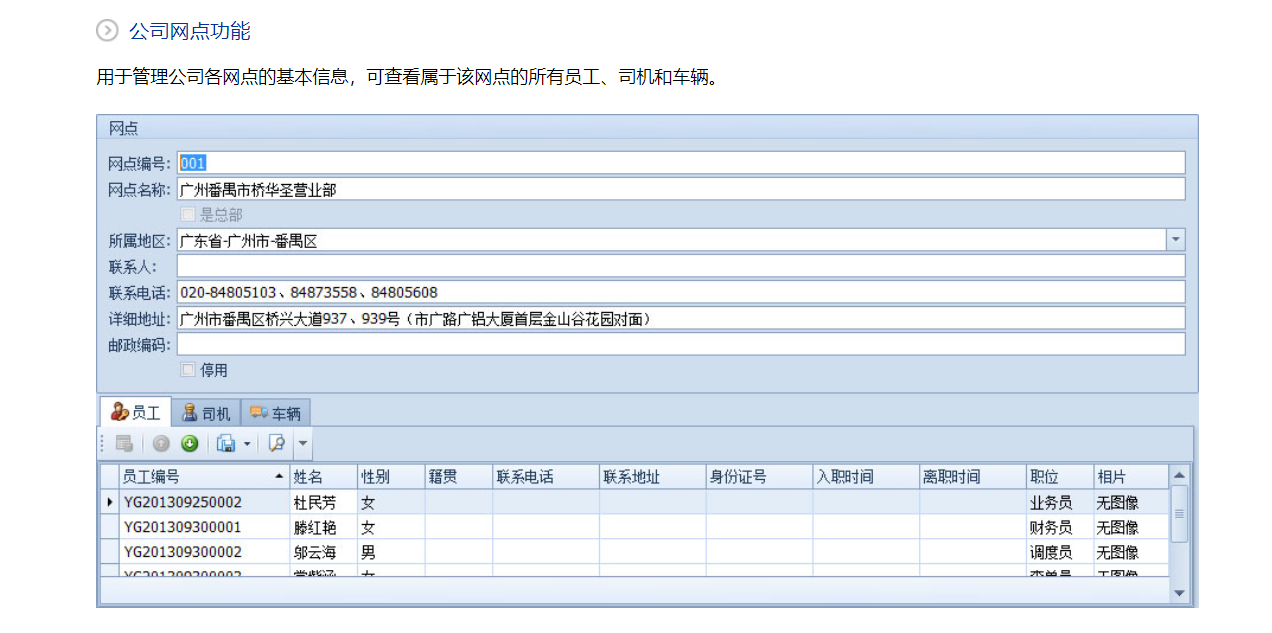 公司网点功能
用于管理公司各网点的基本信息，可查看属于该网点的所有员工、司机和车辆。
网点
网点编号: 001
网点名称: 广州番禺市桥华圣营业部
是总部
所属地区: 广东省-广州市-番禺区
联系人:
联系电话: 020-84805103、84873558、84805608
详细地址: 广州市番禺区桥兴大道937、939号（市广路广铝大厦首层金山谷花园对面）
邮政编码:
停用
员工 司机 车辆
员工编号 姓名 性别 籍贯 联系电话 联系地址 身份证号 入职时间 离职时间 职位 相片
YG201309250002 杜民芳 女 业务员 无图像
YG201309300001 滕红艳 女 财务员 无图像
YG201309300002 邬云海 男 调度员 无图像